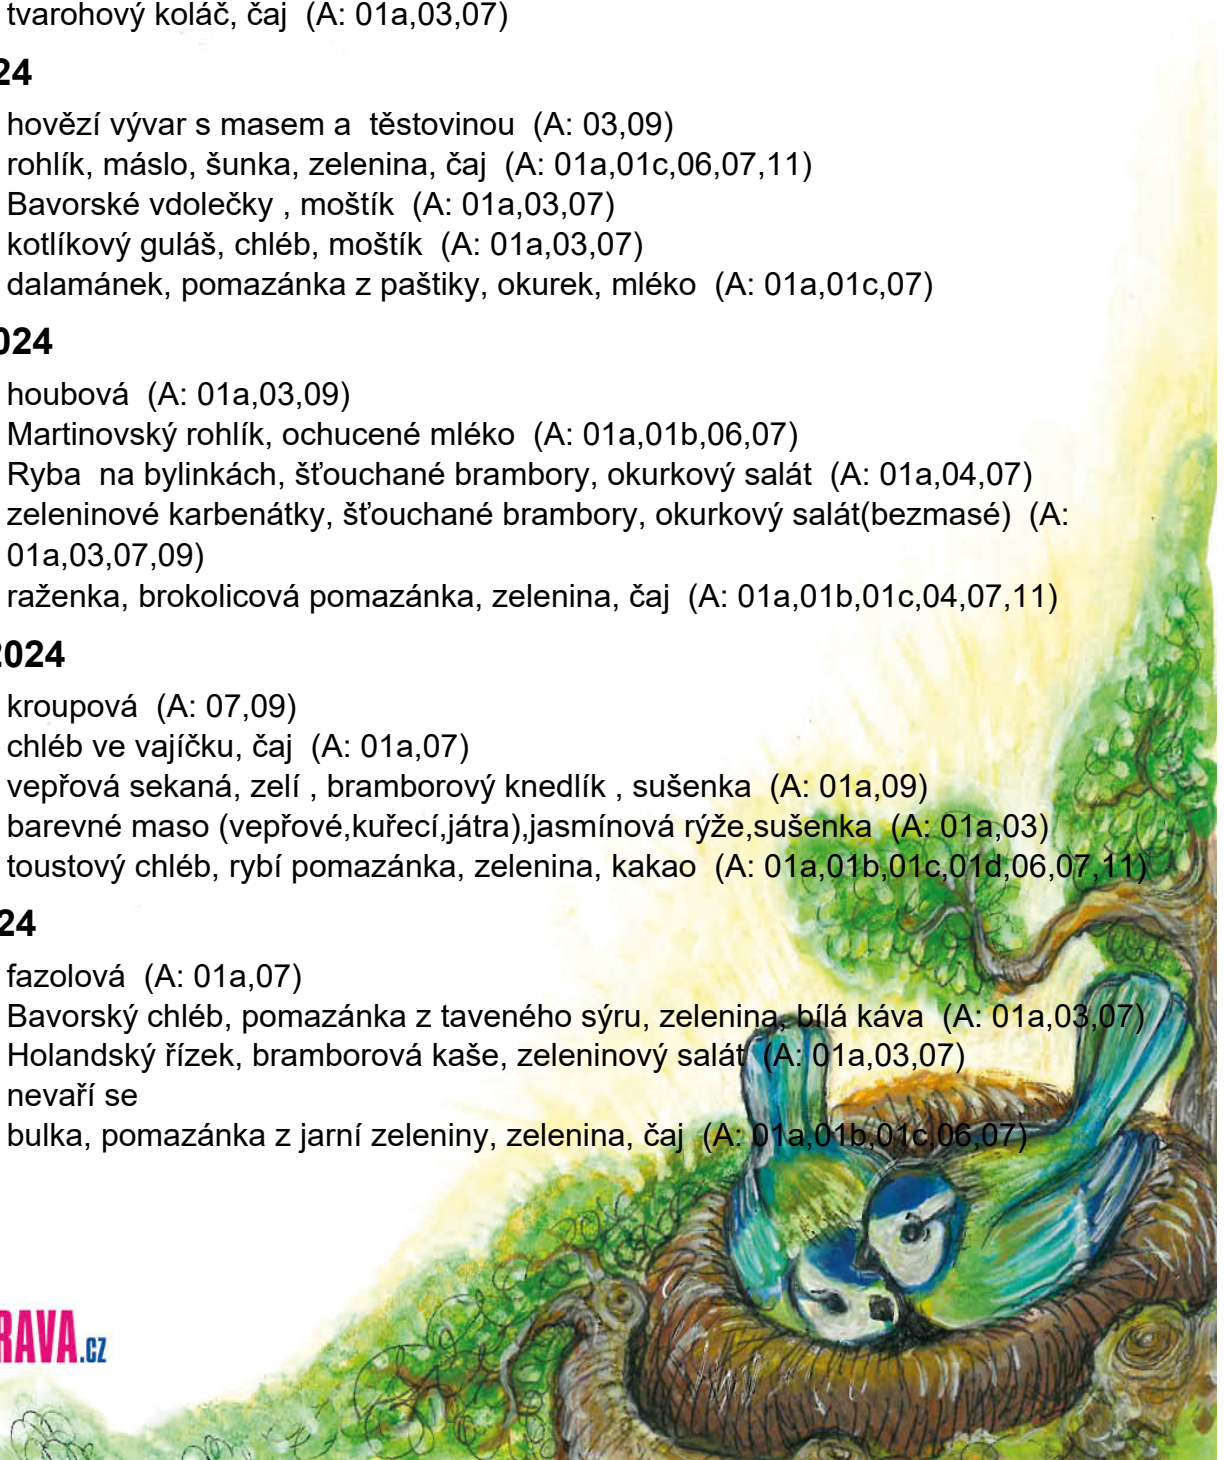 tvarohový koláč, čaj (A: 01a,03,07)
24
hovězí vývar s masem a těstovinou (A: 03,09)
rohlík, máslo, šunka, zelenina, čaj (A: 01a,01c,06,07,11)
Bavorské vdolečky , moštík (A: 01a,03,07)
kotlíkový guláš, chléb, moštík (A: 01a,03,07)
dalamánek, pomazánka z paštiky, okurek, mléko (A: 01a,01c,07)
024
houbová (A: 01a,03,09)
Martinovský rohlík, ochucené mléko (A: 01a,01b,06,07)
Ryba na bylinkách, šťouchané brambory, okurkový salát (A: 01a,04,07)
zeleninové karbenátky, šťouchané brambory, okurkový salát(bezmasé) (A:
01a,03,07,09)
raženka, brokolicová pomazánka, zelenina, čaj (A: 01a,01b,01c,04,07,11)
2024
kroupová (A: 07,09)
chléb ve vajíčku, čaj (A: 01a,07)
vepřová sekaná, zelí , bramborový knedlík , sušenka (A: 01a,09)
barevné maso (vepřové,kuřecí,játra),jasmínová rýže,sušenka (A: 01a,03)
toustový chléb, rybí pomazánka, zelenina, kakao (A: 01a,01b,01c,01d,06,07,11)
24
fazolová (A: 01a,07)
Bavorský chléb, pomazánka z taveného sýru, zelenina, bílá káva (A: 01a,03,07)
Holandský řízek, bramborová kaše, zeleninový salát (A: 01a,03,07)
nevaří se
bulka, pomazánka z jarní zeleniny, zelenina, čaj (A: 01a,01b,01c,06,07)
RAVA.cz